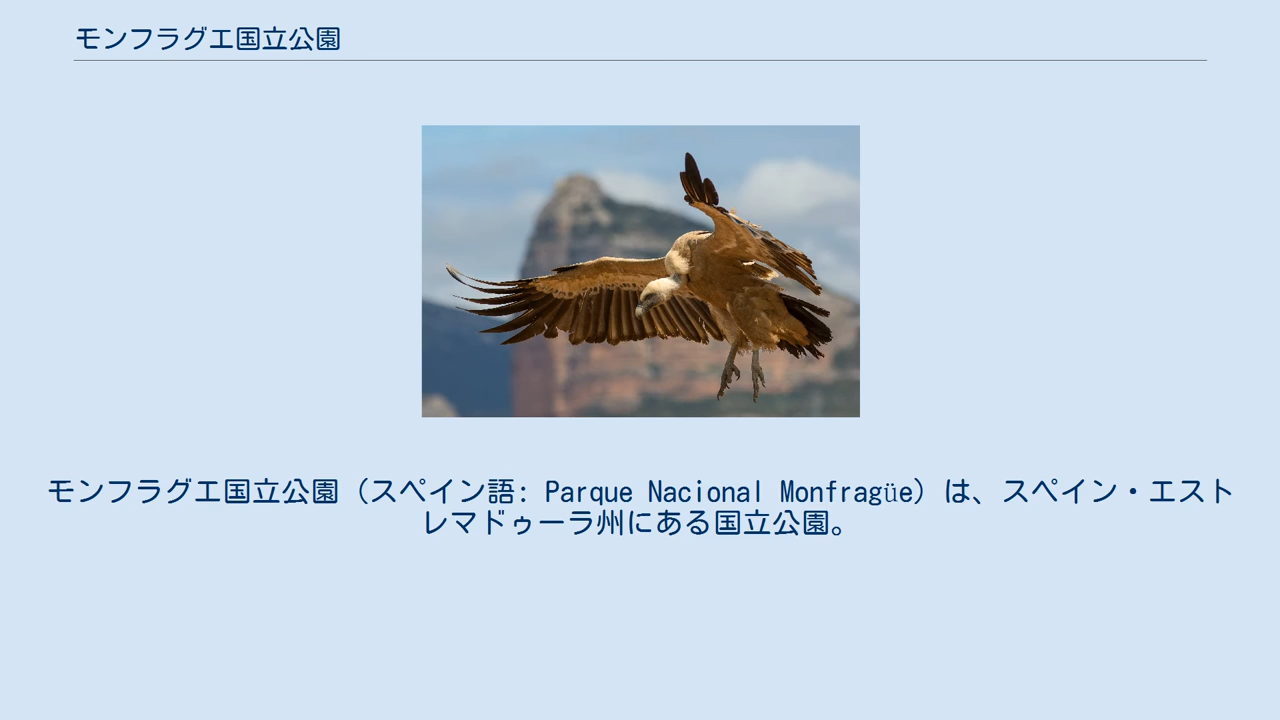 モンフラグエ国立公園
モンフラグエ国立公園（スペイン語: Parque Nacional Monfragüe）は、スペイン・エスト
レマドゥーラ州にある国立公園。